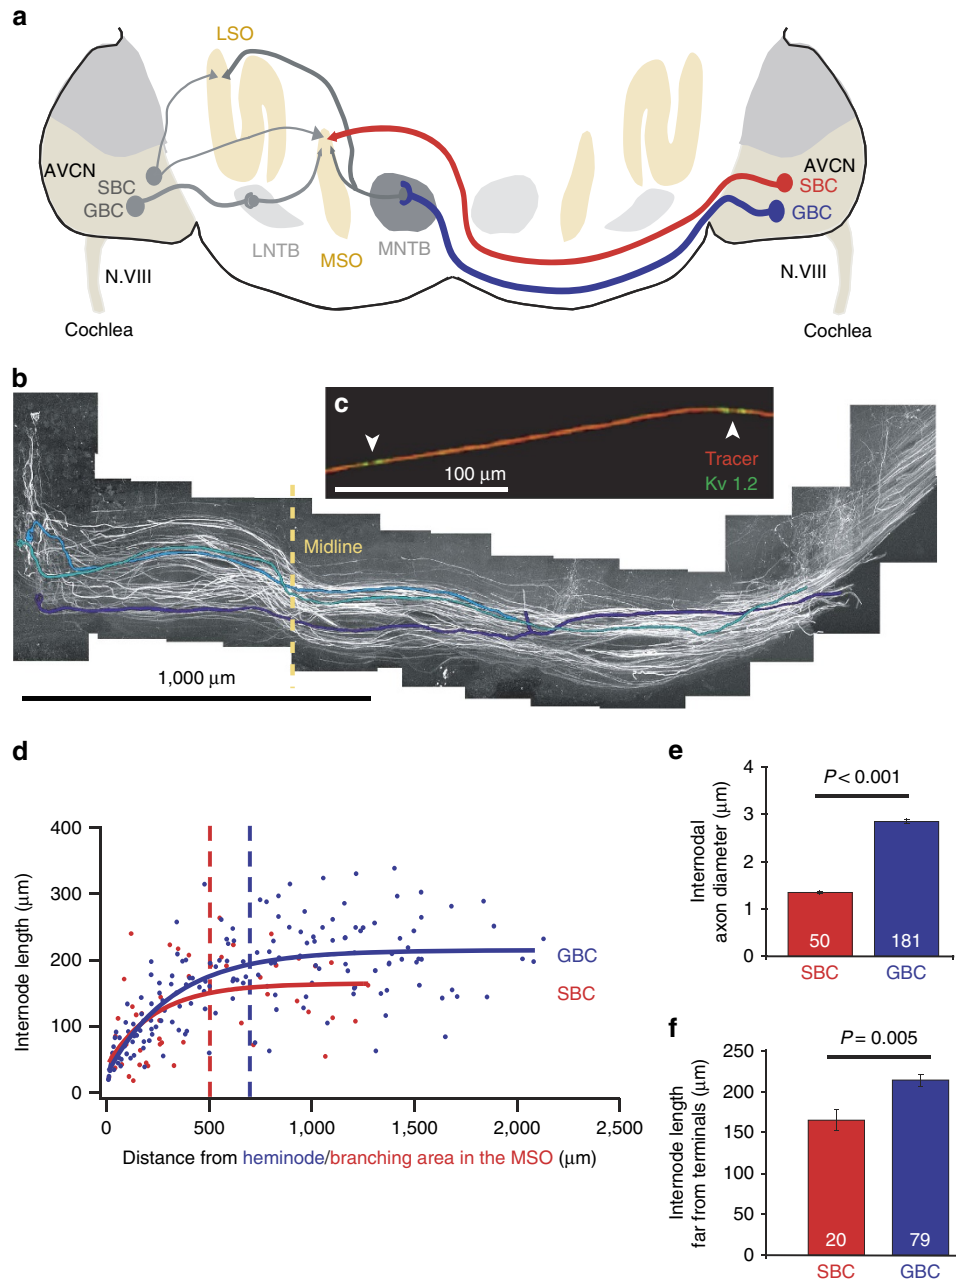 a
LSO
AVCN
SBC
GBC
LNTB
MSO
MNTB
AVCN
SBC
GBC
N.VIII
N.VIII
Cochlea
Cochlea
b
c
100 μm
Tracer
Kv 1.2
Midline
1,000 μm
d
400
300
200
100
0
Internode length (μm)
GBC
SBC
0 500 1,000 1,500 2,000 2,500
Distance from heminode/branching area in the MSO (μm)
e
4
3
2
1
0
Internodal
axon diameter (μm)
P < 0.001
50 181
SBC GBC
f
250
200
150
100
50
0
Internode length
far from terminals (μm)
P = 0.005
20 79
SBC GBC